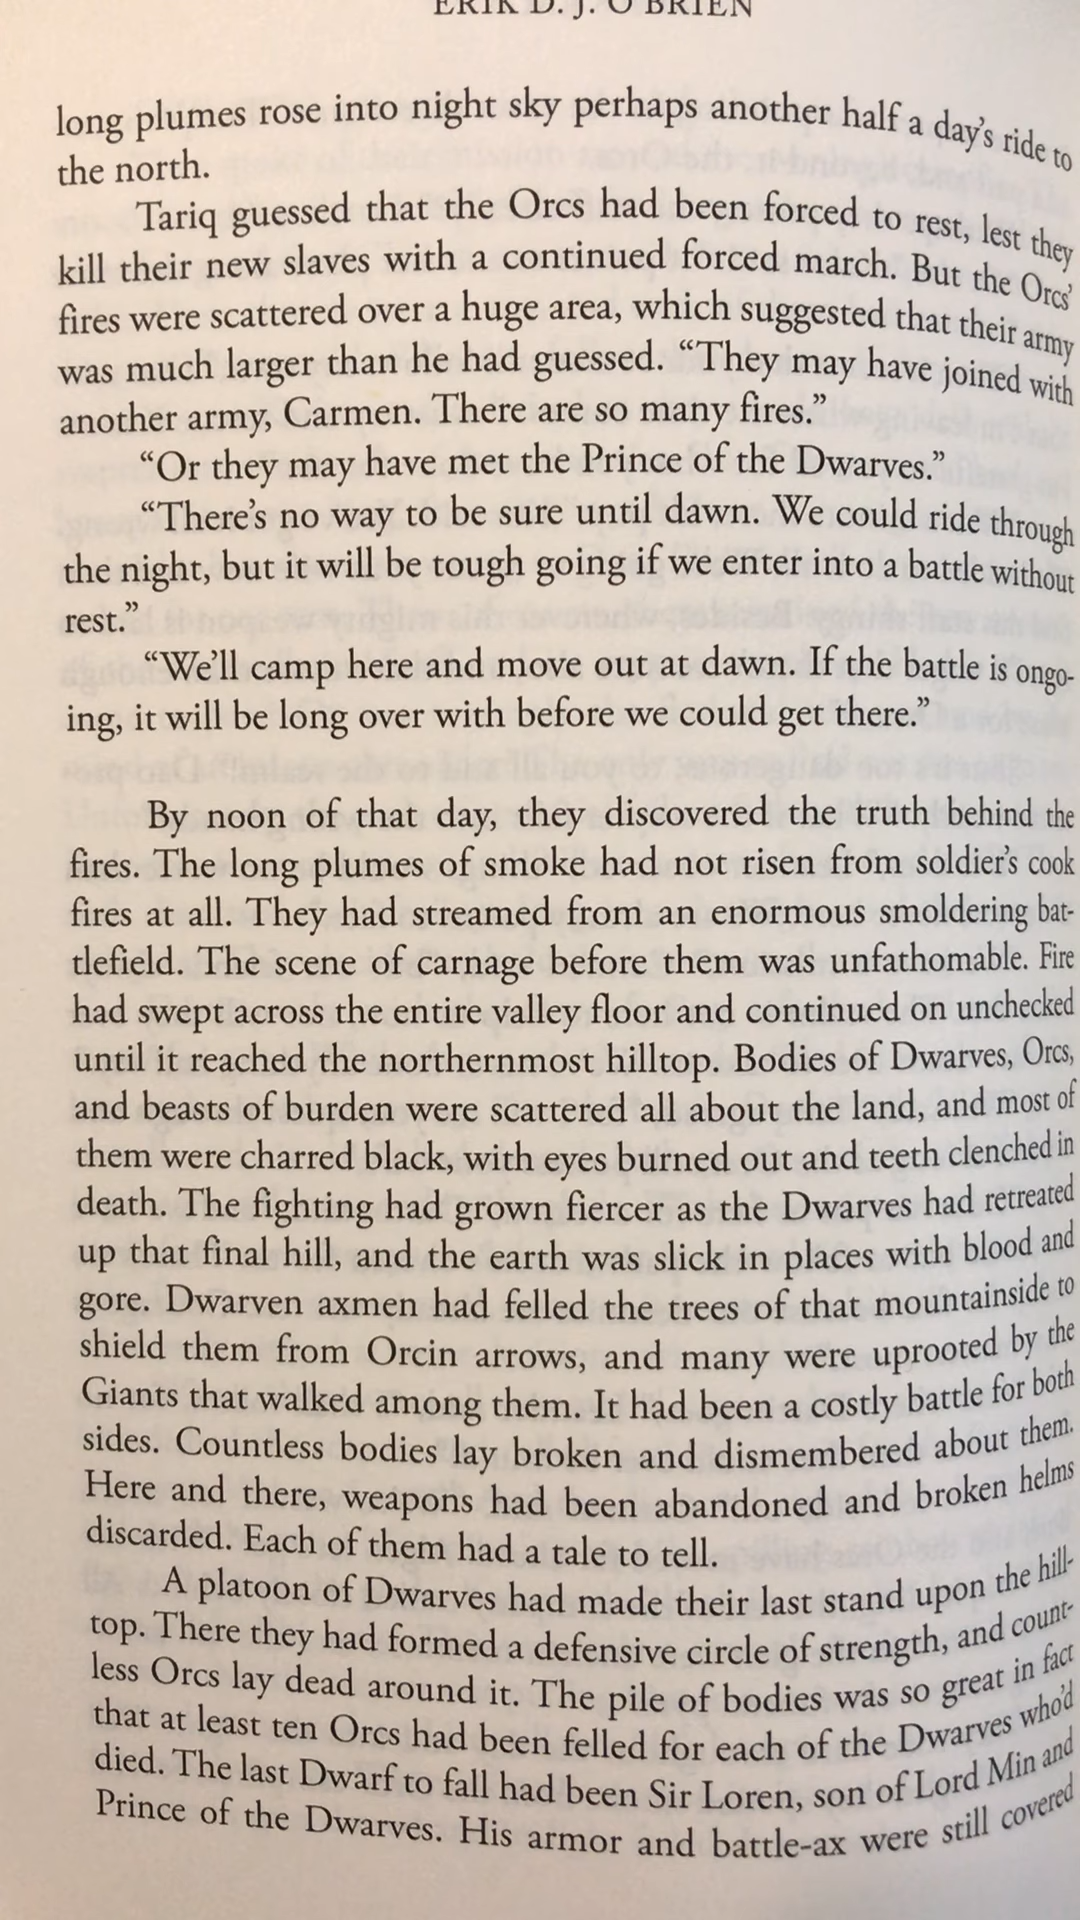 ERIK D. J. O'BRIEN
long plumes rose into night sky perhaps another half a day's ride to
the north.
Tariq guessed that the Orcs had been forced to rest, lest they
kill their new slaves with a continued forced march. But the Orcs'
fires were scattered over a huge area, which suggested that their army
was much larger than he had guessed. “They may have joined with
another army, Carmen. There are so many fires.”
“Or they may have met the Prince of the Dwarves.”
“There's no way to be sure until dawn. We could ride through
the night, but it will be tough going if we enter into a battle without
rest.”
“We'll camp here and move out at dawn. If the battle is ongo-
ing, it will be long over with before we could get there.”
By noon of that day, they discovered the truth behind the
fires. The long plumes of smoke had not risen from soldier's cook
fires at all. They had streamed from an enormous smoldering bat-
tlefield. The scene of carnage before them was unfathomable. Fire
had swept across the entire valley floor and continued on unchecked
until it reached the northernmost hilltop. Bodies of Dwarves, Orcs,
and beasts of burden were scattered all about the land, and most of
them were charred black, with eyes burned out and teeth clenched in
death. The fighting had grown fiercer as the Dwarves had retreated
up that final hill, and the earth was slick in places with blood and
gore. Dwarven axmen had felled the trees of that mountainside to
shield them from Orcin arrows, and many were uprooted by the
Giants that walked among them. It had been a costly battle for both
sides. Countless bodies lay broken and dismembered about them.
Here and there, weapons had been abandoned and broken helms
discarded. Each of them had a tale to tell.
A platoon of Dwarves had made their last stand upon the hill-
top. There they had formed a defensive circle of strength, and count-
less Orcs lay dead around it. The pile of bodies was so great in fact
that at least ten Orcs had been felled for each of the Dwarves who'd
died. The last Dwarf to fall had been Sir Loren, son of Lord Min and
Prince of the Dwarves. His armor and battle-ax were still covered